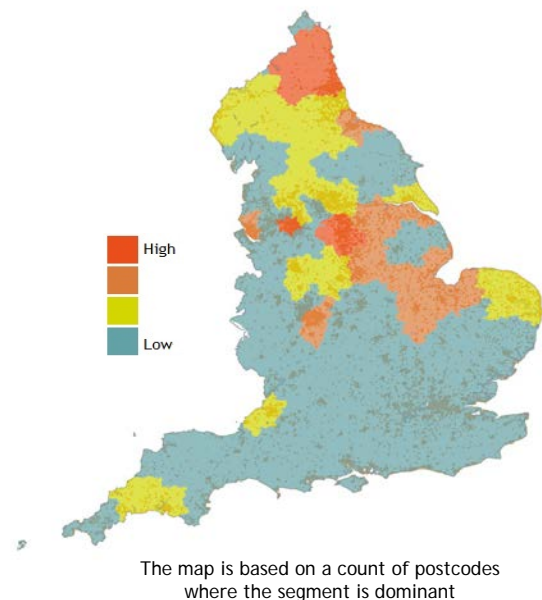 High
Low
The map is based on a count of postcodes
where the segment is dominant